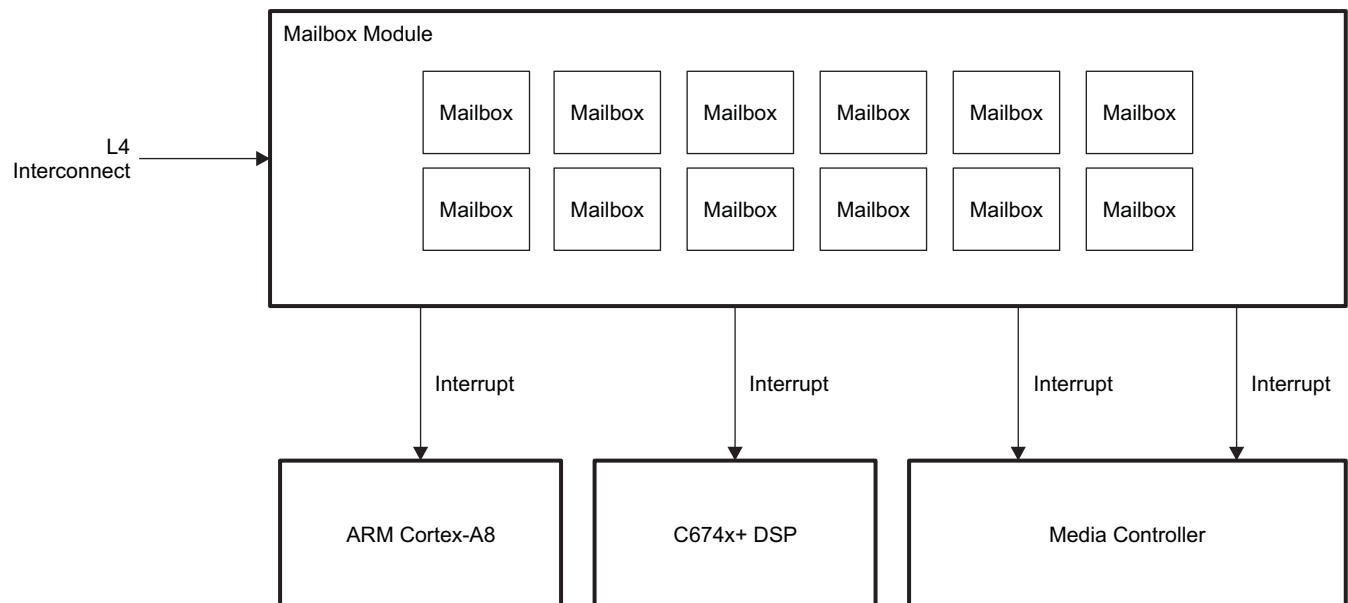 Mailbox Module
Mailbox Mailbox Mailbox Mailbox Mailbox Mailbox
L4
Interconnect
Mailbox Mailbox Mailbox Mailbox Mailbox Mailbox
Interrupt Interrupt Interrupt Interrupt
ARM Cortex-A8 C674x+ DSP Media Controller